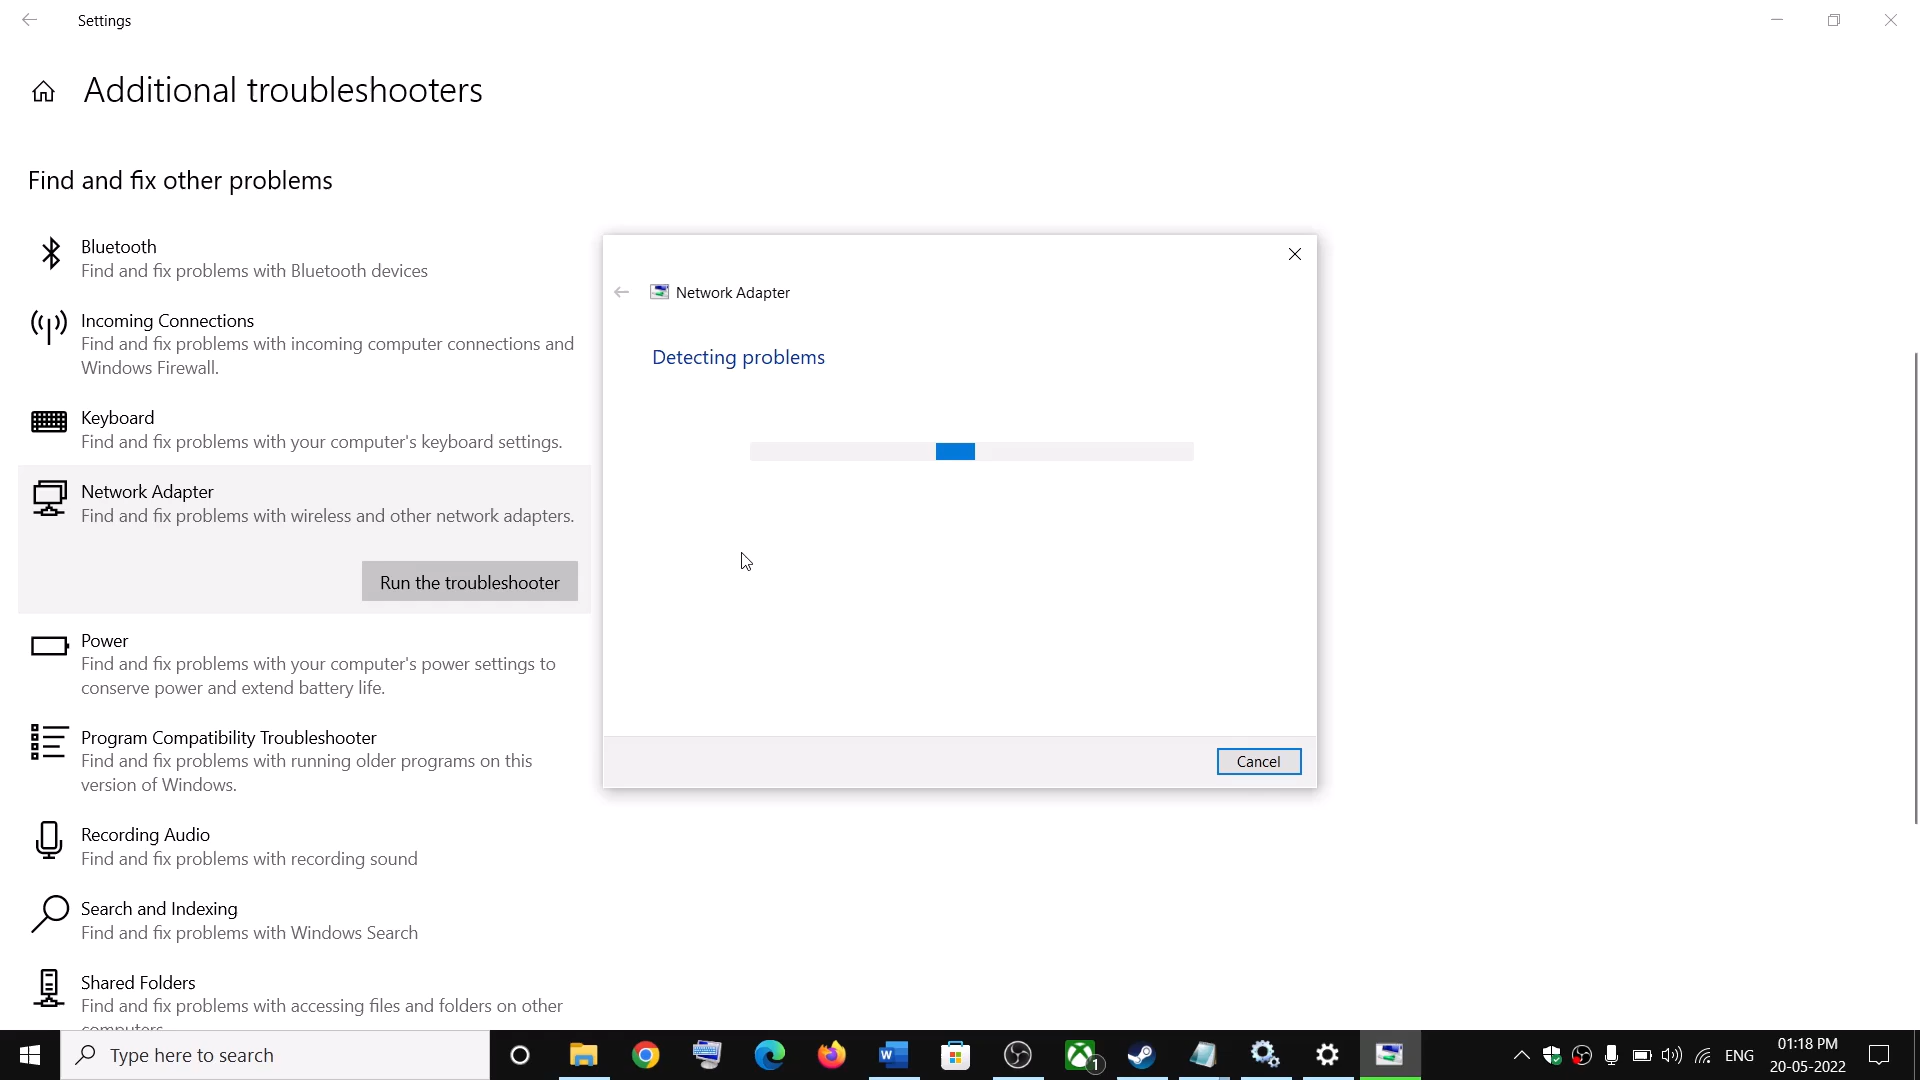 Settings
Additional troubleshooters
Find and fix other problems
Bluetooth
Find and fix problems with Bluetooth devices
Incoming Connections
Find and fix problems with incoming computer connections and
Windows Firewall.
Keyboard
Find and fix problems with your computer's keyboard settings.
Network Adapter
Find and fix problems with wireless and other network adapters.
Run the troubleshooter
Power
Find and fix problems with your computer's power settings to
conserve power and extend battery life.
Program Compatibility Troubleshooter
Find and fix problems with running older programs on this
version of Windows.
Recording Audio
Find and fix problems with recording sound
Search and Indexing
Find and fix problems with Windows Search
Shared Folders
Find and fix problems with accessing files and folders on other
computers.
Network Adapter
Detecting problems
Cancel
Type here to search
1
ENG
01:18 PM
20-05-2022